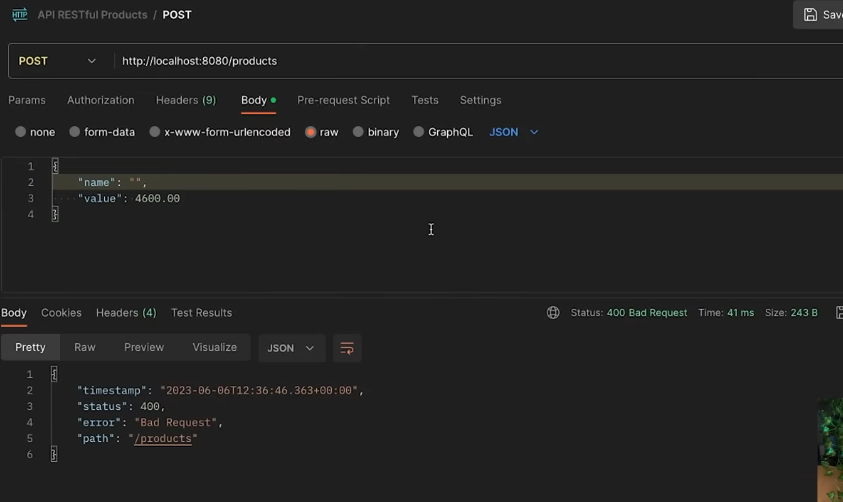 HTTP API RESTful Products / POST
Save
POST http://localhost:8080/products
Params Authorization Headers (9) Body Pre-request Script Tests Settings
none form-data x-www-form-urlencoded raw binary GraphQL JSON
1 {
2 "name": "",
3 "value": 4600.00
4 }
Body Cookies Headers (4) Test Results Status: 400 Bad Request Time: 41 ms Size: 243 B
Pretty Raw Preview Visualize JSON
1 {
2 "timestamp": "2023-06-06T12:36:46.363+00:00",
3 "status": 400,
4 "error": "Bad Request",
5 "path": "/products"
6 }